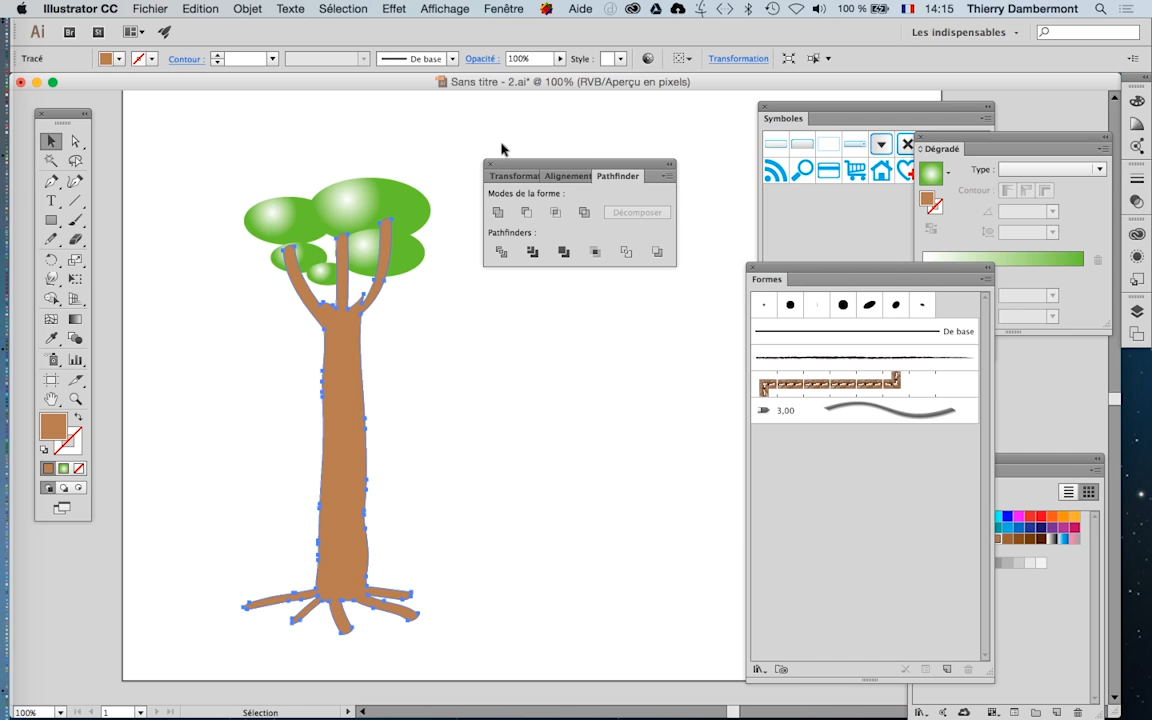 Illustrator CC Fichier Edition Objet Texte Sélection Effet Affichage Fenêtre Aide 100 % 14:15 Thierry Dambermont
Ai Br St Les indispensables
Tracé Contour : De base Opacité : 100% Style : Transformation
Sans titre - 2.ai* @ 100% (RVB/Aperçu en pixels)
Symboles
Dégradé
Type :
Contour :
Transformat Alignement Pathfinder
Modes de la forme :
Décomposer
Pathfinders :
Formes
De base
3,00
100% 1 Sélection